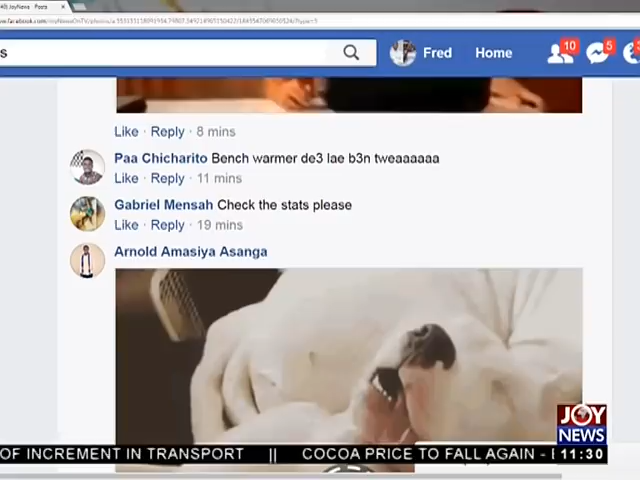 JoyNews - Posts
s
Fred
Home
10
5
Like · Reply · 8 mins
Paa Chicharito Bench warmer de3 lae b3n tweaaaaaa
Like · Reply · 11 mins
Gabriel Mensah Check the stats please
Like · Reply · 19 mins
Arnold Amasiya Asanga
JOY
NEWS
OF INCREMENT IN TRANSPORT || COCOA PRICE TO FALL AGAIN -
11:30